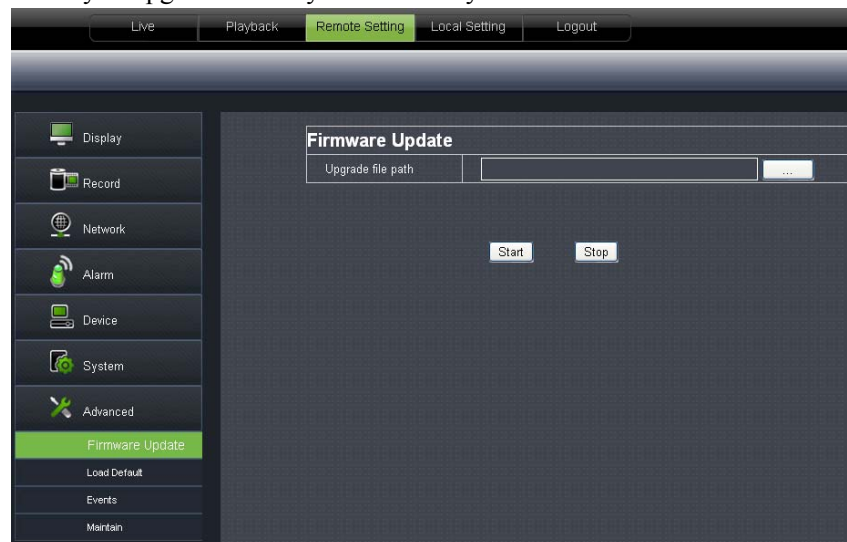 Live Playback Remote Setting Local Setting Logout
Display
Record
Network
Alarm
Device
System
Advanced
Firmware Update
Load Default
Events
Maintain
Firmware Update
Upgrade file path ...
Start Stop